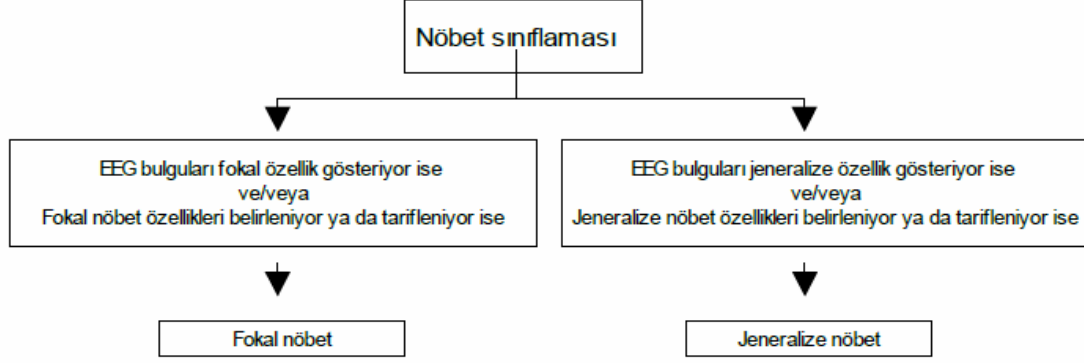 Nöbet sınıflaması
EEG bulguları fokal özellik gösteriyor ise
ve/veya
Fokal nöbet özellikleri belirleniyor ya da tarifleniyor ise
EEG bulguları jeneralize özellik gösteriyor ise
ve/veya
Jeneralize nöbet özellikleri belirleniyor ya da tarifleniyor ise
Fokal nöbet
Jeneralize nöbet